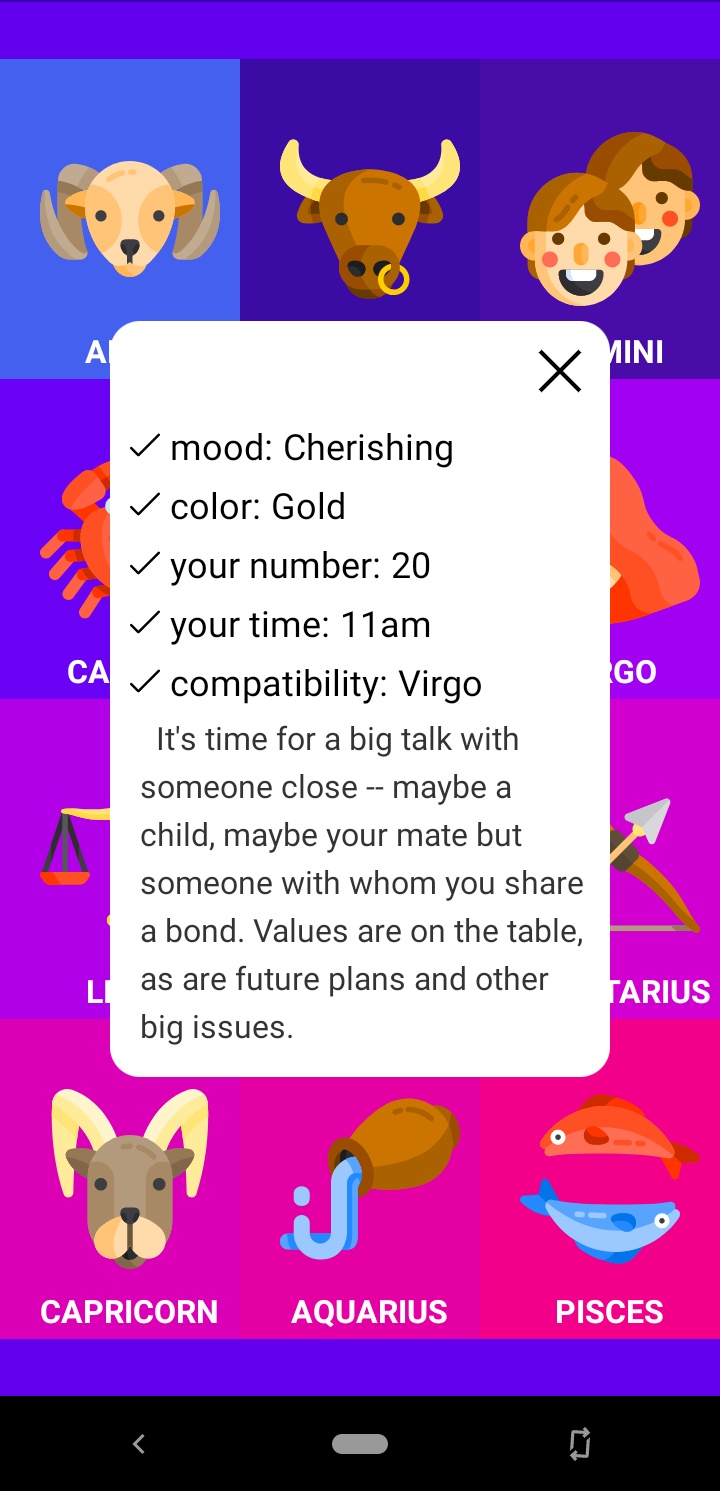 MINI
mood: Cherishing
color: Gold
your number: 20
your time: 11am
compatibility: Virgo
It's time for a big talk with
someone close -- maybe a
child, maybe your mate but
someone with whom you share
a bond. Values are on the table,
as are future plans and other
big issues.
CA
RGO
TARIUS
CAPRICORN
AQUARIUS
PISCES